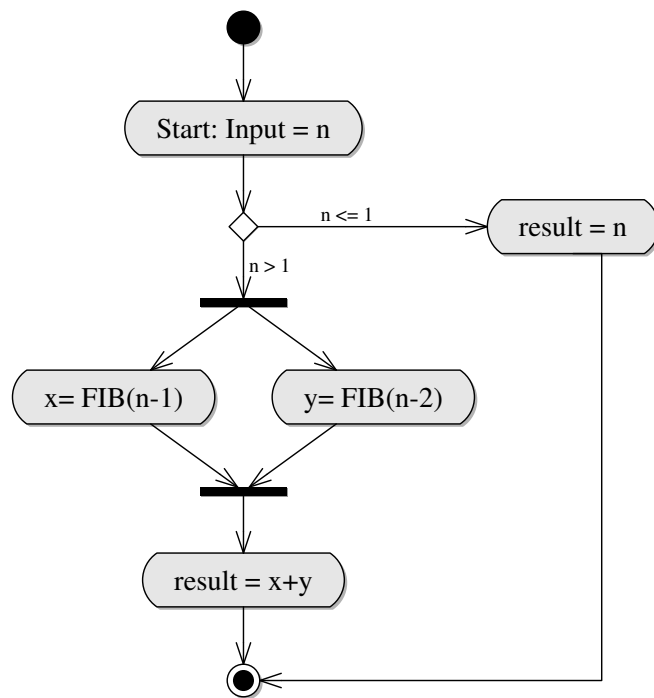 Start: Input = n
n <= 1
result = n
n > 1
x= FIB(n-1)
y= FIB(n-2)
result = x+y